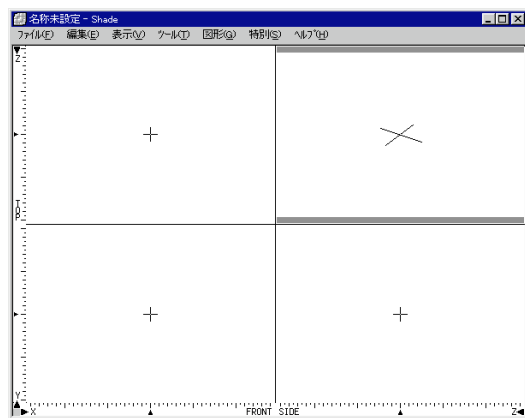 名称未設定 - Shade
ファイル(F) 編集(E) 表示(V) ツール(T) 図形(G) 特別(S) ヘルプ(H)
Z
TOP
Y
X FRONT SIDE Z